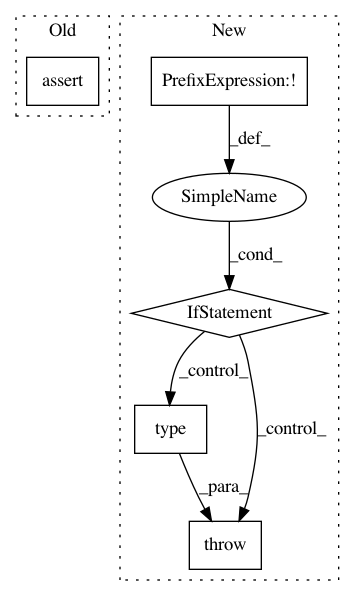 Old
New
assert
PrefixExpression:!
_def_
SimpleName
_cond_
IfStatement
_control_
type
_control_
_para_
throw